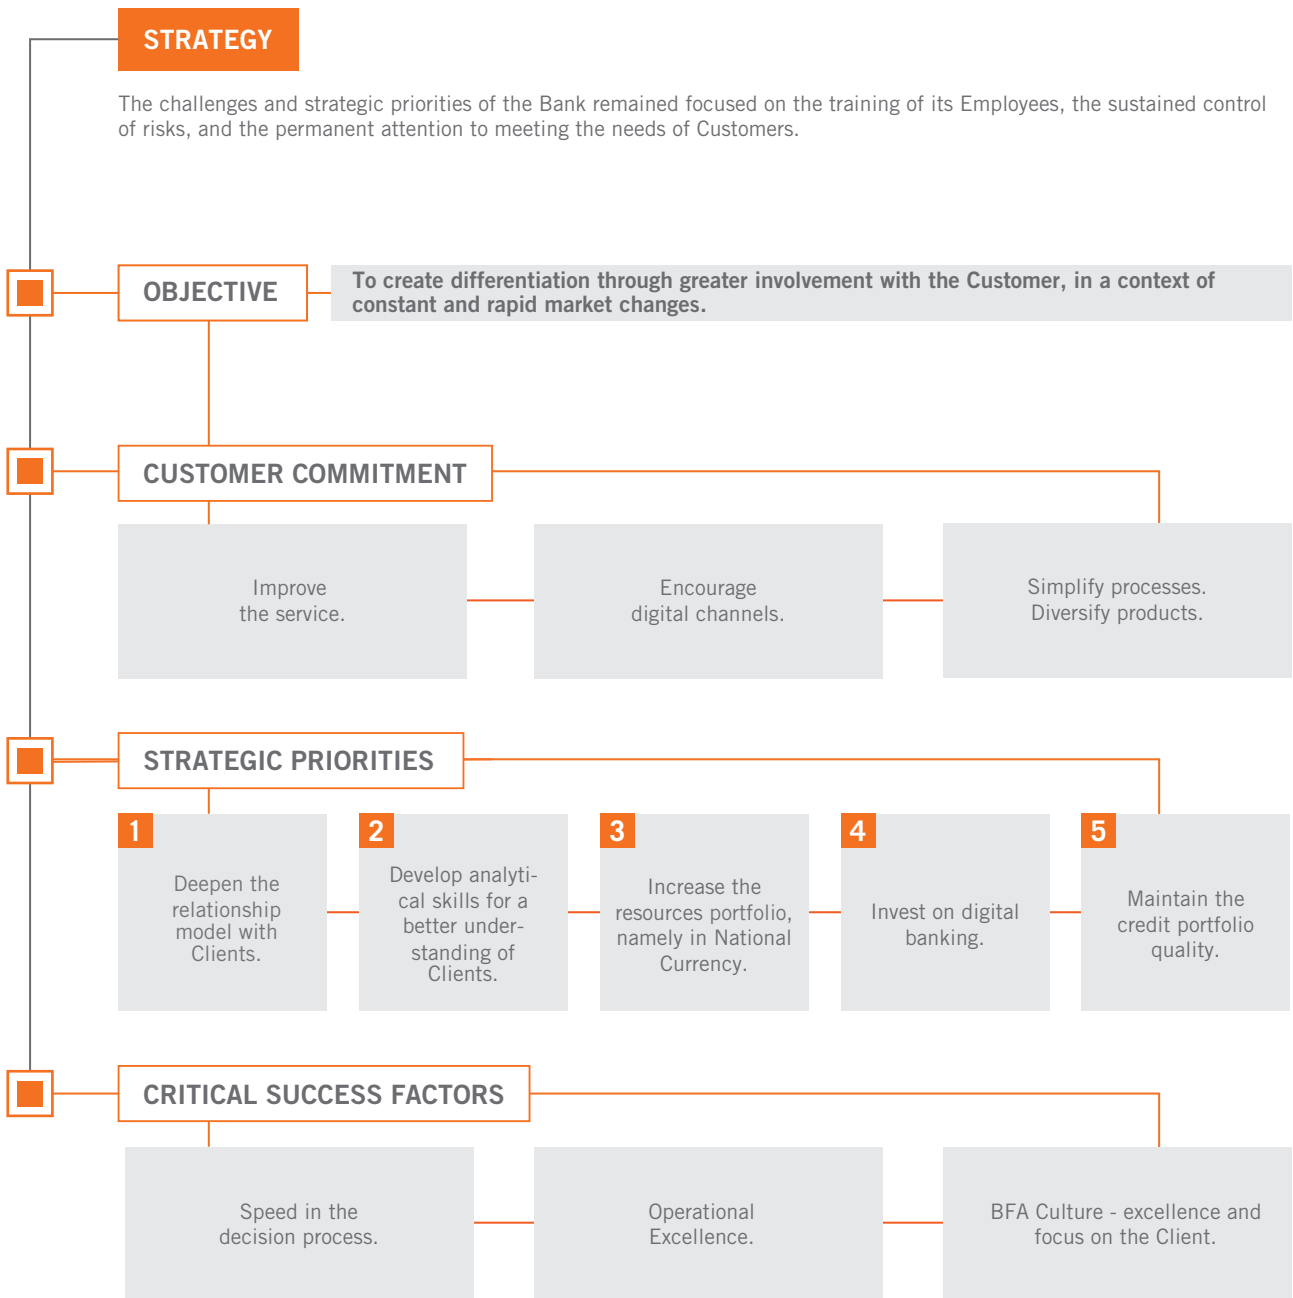 STRATEGY
The challenges and strategic priorities of the Bank remained focused on the training of its Employees, the sustained control
of risks, and the permanent attention to meeting the needs of Customers.
OBJECTIVE
To create differentiation through greater involvement with the Customer, in a context of
constant and rapid market changes.
CUSTOMER COMMITMENT
Improve
the service.
Encourage
digital channels.
Simplify processes.
Diversify products.
STRATEGIC PRIORITIES
1
Deepen the
relationship
model with
Clients.
2
Develop analyti-
cal skills for a
better under-
standing of
Clients.
3
Increase the
resources portfolio,
namely in National
Currency.
4
Invest on digital
banking.
5
Maintain the
credit portfolio
quality.
CRITICAL SUCCESS FACTORS
Speed in the
decision process.
Operational
Excellence.
BFA Culture - excellence and
focus on the Client.